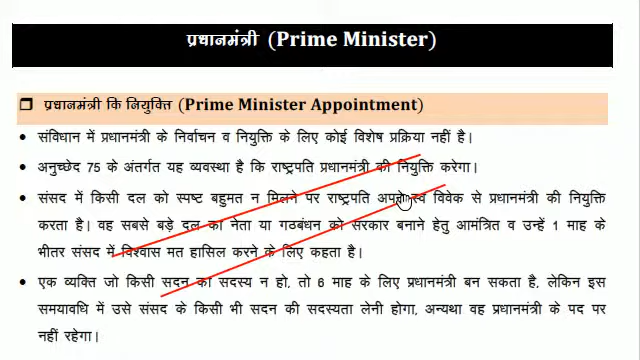 प्रधानमंत्री (Prime Minister)
प्रधानमंत्री कि नियुक्ति (Prime Minister Appointment)
संविधान में प्रधानमंत्री के निर्वाचन व नियुक्ति के लिए कोई विशेष प्रक्रिया नहीं है।
अनुच्छेद 75 के अंतर्गत यह व्यवस्था है कि राष्ट्रपति प्रधानमंत्री की नियुक्ति करेगा।
संसद में किसी दल को स्पष्ट बहुमत न मिलने पर राष्ट्रपति अपने स्व विवेक से प्रधानमंत्री की नियुक्ति
करता है। वह सबसे बड़े दल का नेता या गठबंधन को सरकार बनाने हेतु आमंत्रित व उन्हें 1 माह के
भीतर संसद में विश्वास मत हासिल करने के लिए कहता है।
एक व्यक्ति जो किसी सदन का सदस्य न हो, तो 6 माह के लिए प्रधानमंत्री बन सकता है, लेकिन इस
समयावधि में उसे संसद के किसी भी सदन की सदस्यता लेनी होगा, अन्यथा वह प्रधानमंत्री के पद पर
नहीं रहेगा।